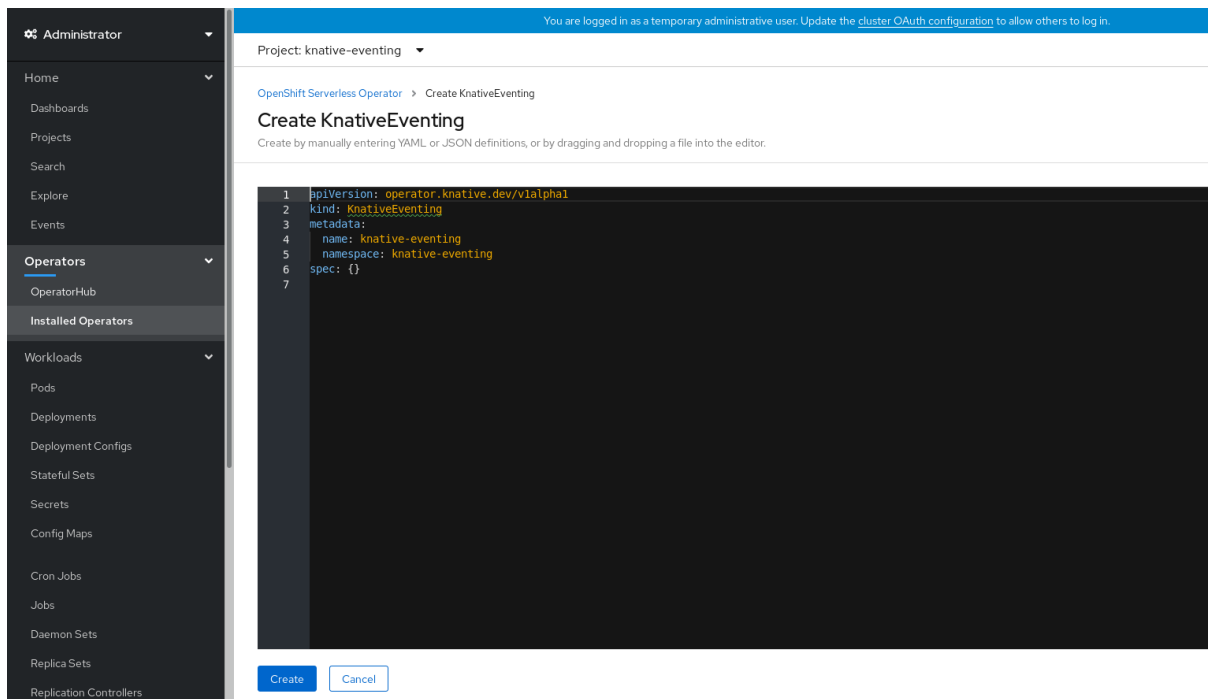 Administrator
Home
Dashboards
Projects
Search
Explore
Events
Operators
OperatorHub
Installed Operators
Workloads
Pods
Deployments
Deployment Configs
Stateful Sets
Secrets
Config Maps
Cron Jobs
Jobs
Daemon Sets
Replica Sets
Replication Controllers
You are logged in as a temporary administrative user. Update the cluster OAuth configuration to allow others to log in.
Project: knative-eventing
OpenShift Serverless Operator > Create KnativeEventing
Create KnativeEventing
Create by manually entering YAML or JSON definitions, or by dragging and dropping a file into the editor.
1 apiVersion: operator.knative.dev/v1alpha1
2 kind: KnativeEventing
3 metadata:
4   name: knative-eventing
5   namespace: knative-eventing
6 spec: {}
7
Create Cancel